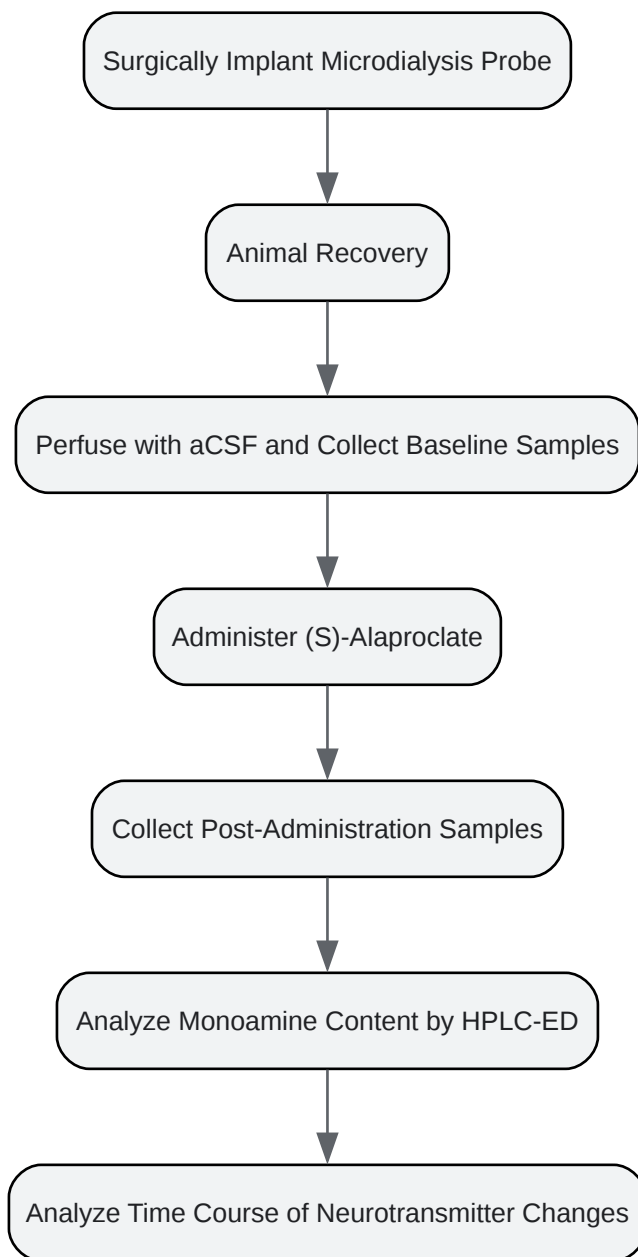 Surgically Implant Microdialysis Probe
Animal Recovery
Perfuse with aCSF and Collect Baseline Samples
Administer (S)-Alaproclate
Collect Post-Administration Samples
Analyze Monoamine Content by HPLC-ED
Analyze Time Course of Neurotransmitter Changes